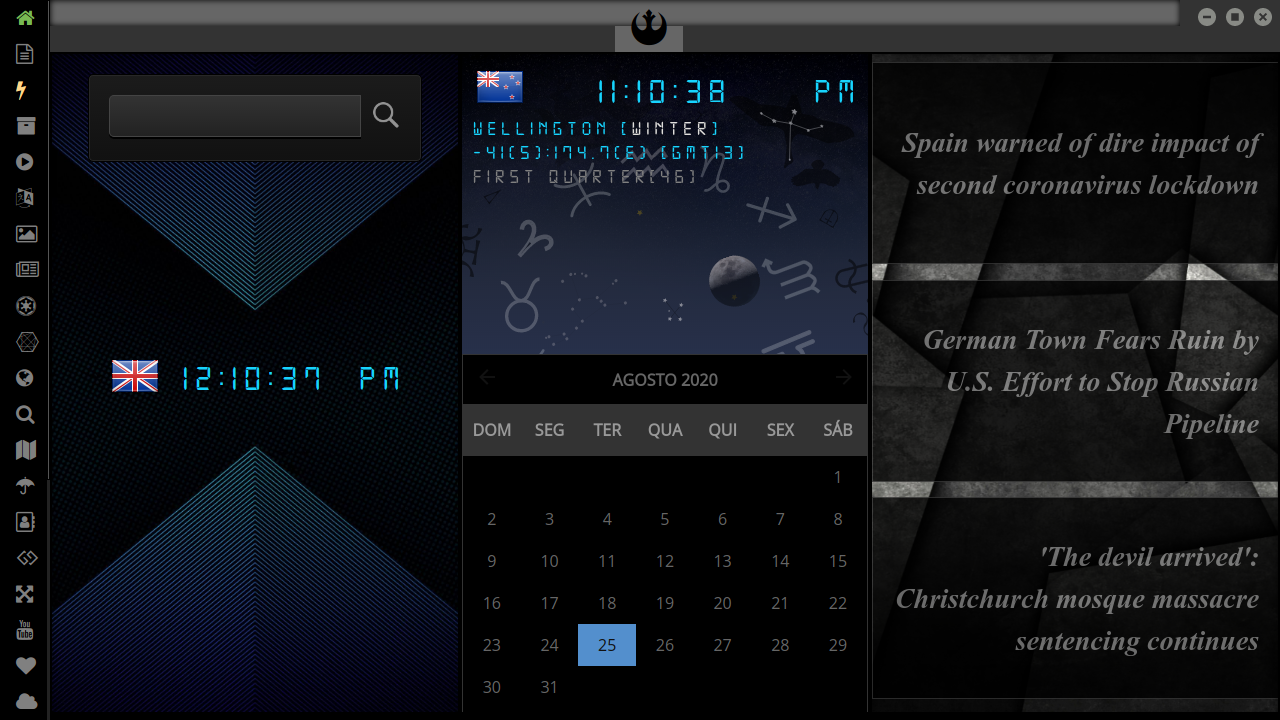 11:10:38 PM
WELLINGTON [WINTER]
-41(S):174.7(E) [GMT13]
FIRST QUARTER[46]
12:10:37 PM
AGOSTO 2020
DOM SEG TER QUA QUI SEX SÁB
1
2 3 4 5 6 7 8
9 10 11 12 13 14 15
16 17 18 19 20 21 22
23 24 25 26 27 28 29
30 31
Spain warned of dire impact of
second coronavirus lockdown
German Town Fears Ruin by
U.S. Effort to Stop Russian
Pipeline
'The devil arrived':
Christchurch mosque massacre
sentencing continues
You
Tube